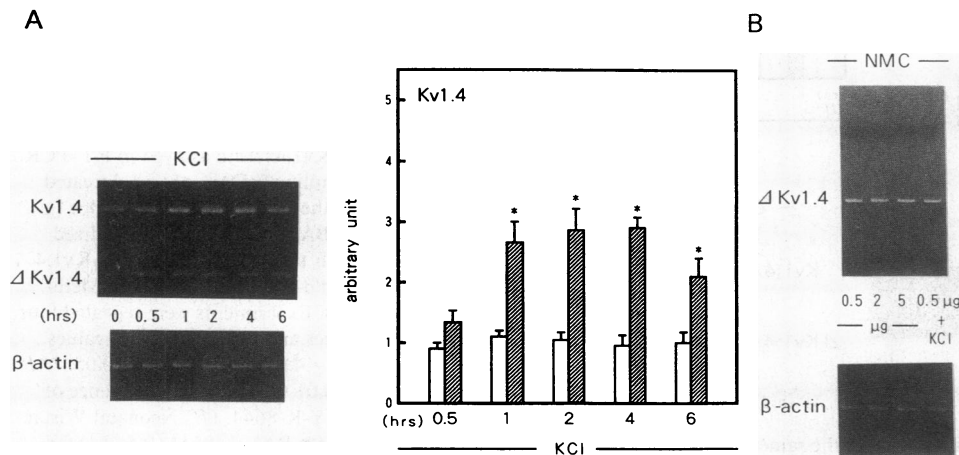 A
KCl
Kv1.4
⊿ Kv1.4
(hrs) 0 0.5 1 2 4 6
β-actin
Kv1.4
arbitrary unit
5
4
3
2
1
0
* * * *
(hrs) 0.5 1 2 4 6
KCl
B
NMC
⊿ Kv1.4
0.5 2 5 0.5 μg
μg + KCl
β-actin